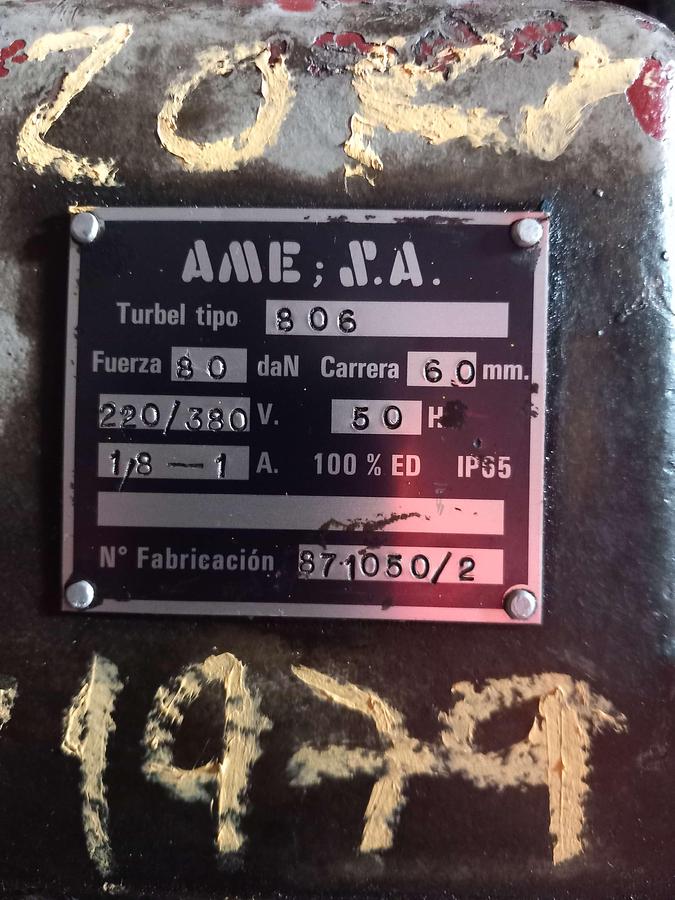 AME; S.A.
Turbel tipo 806
Fuerza 80 daN Carrera 60 mm.
220/380 V. 50 H
1/8 — 1 A. 100 % ED IP65
N° Fabricación 871050/2
1979